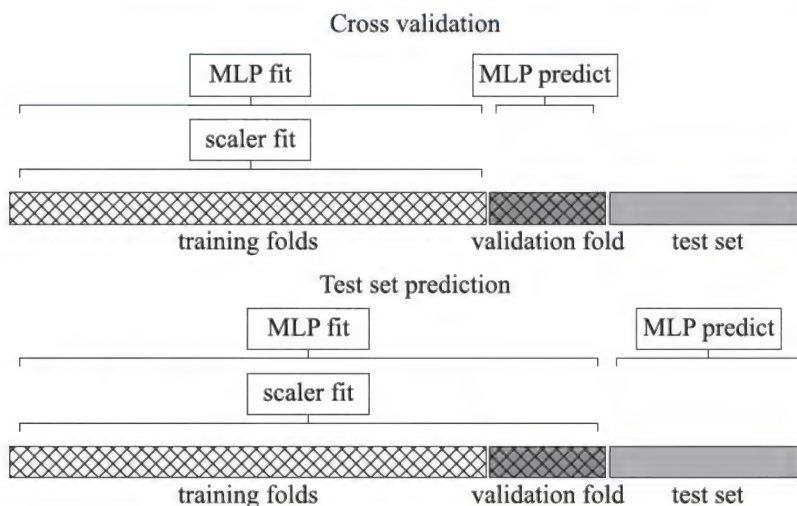 Cross validation
MLP fit MLP predict
scaler fit
training folds validation fold test set
Test set prediction
MLP fit MLP predict
scaler fit
training folds validation fold test set